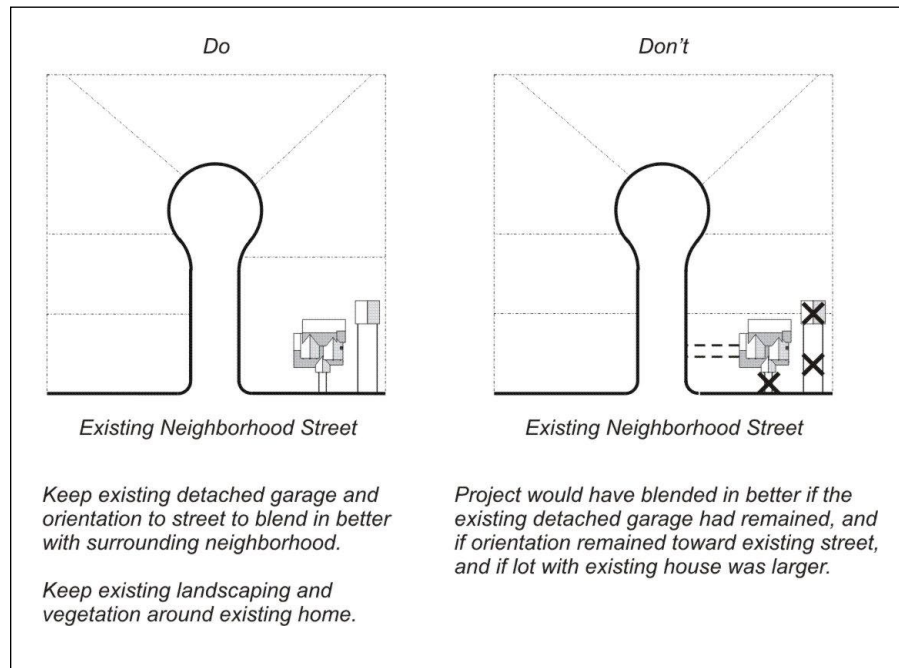 Do
Don't
Existing Neighborhood Street
Existing Neighborhood Street
Keep existing detached garage and
orientation to street to blend in better
with surrounding neighborhood.
Keep existing landscaping and
vegetation around existing home.
Project would have blended in better if the
existing detached garage had remained, and
if orientation remained toward existing street,
and if lot with existing house was larger.